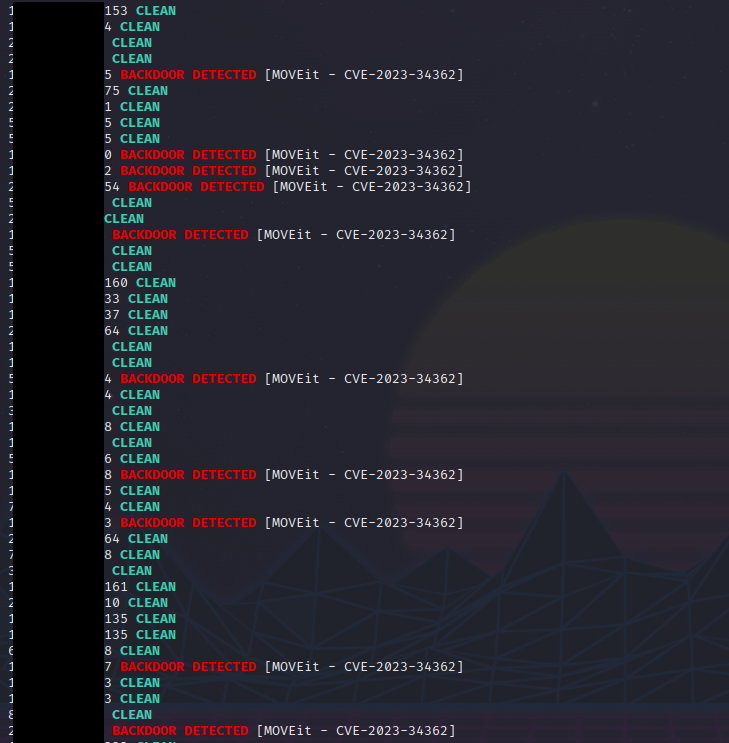 1 153 CLEAN
1 4 CLEAN
2 CLEAN
2 CLEAN
1 5 BACKDOOR DETECTED [MOVEit - CVE-2023-34362]
2 75 CLEAN
2 1 CLEAN
5 5 CLEAN
5 5 CLEAN
1 0 BACKDOOR DETECTED [MOVEit - CVE-2023-34362]
1 2 BACKDOOR DETECTED [MOVEit - CVE-2023-34362]
2 54 BACKDOOR DETECTED [MOVEit - CVE-2023-34362]
5 CLEAN
2 CLEAN
1 BACKDOOR DETECTED [MOVEit - CVE-2023-34362]
5 CLEAN
5 CLEAN
1 160 CLEAN
1 33 CLEAN
1 37 CLEAN
2 64 CLEAN
1 CLEAN
1 CLEAN
5 4 BACKDOOR DETECTED [MOVEit - CVE-2023-34362]
1 4 CLEAN
3 CLEAN
1 8 CLEAN
1 CLEAN
5 6 CLEAN
1 8 BACKDOOR DETECTED [MOVEit - CVE-2023-34362]
1 5 CLEAN
7 4 CLEAN
1 3 BACKDOOR DETECTED [MOVEit - CVE-2023-34362]
2 64 CLEAN
7 8 CLEAN
3 CLEAN
1 161 CLEAN
2 10 CLEAN
1 135 CLEAN
1 135 CLEAN
6 8 CLEAN
1 7 BACKDOOR DETECTED [MOVEit - CVE-2023-34362]
1 3 CLEAN
1 3 CLEAN
8 CLEAN
2 BACKDOOR DETECTED [MOVEit - CVE-2023-34362]